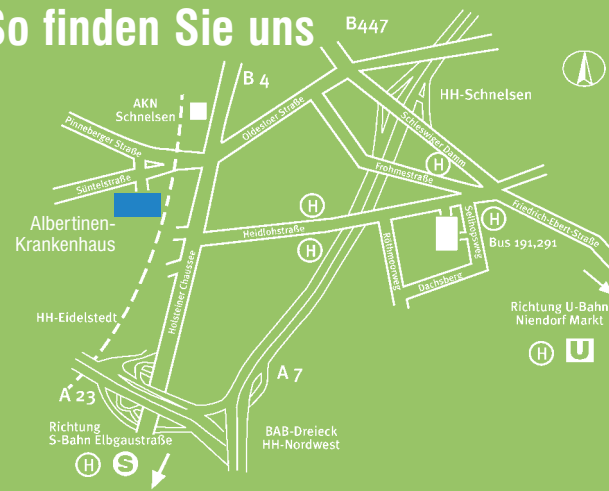 So finden Sie uns
B447
B 4
AKN
Schnelsen
HH-Schnelsen
Pinneberger Straße
Oldesloer Straße
Schleswiger Damm
Frohmestraße
Süntelstraße
H
H
H
H
Friedrich-Ebert-Straße
Albertinen-
Krankenhaus
Heidlohstraße
Sellhopsweg
Bus 191,291
Röthmoorweg
Dachsberg
Holsteiner Chaussee
HH-Eidelstedt
Richtung U-Bahn
Niendorf Markt
H U
A 7
A 23
Richtung
S-Bahn Elbgaustraße
H S
BAB-Dreieck
HH-Nordwest